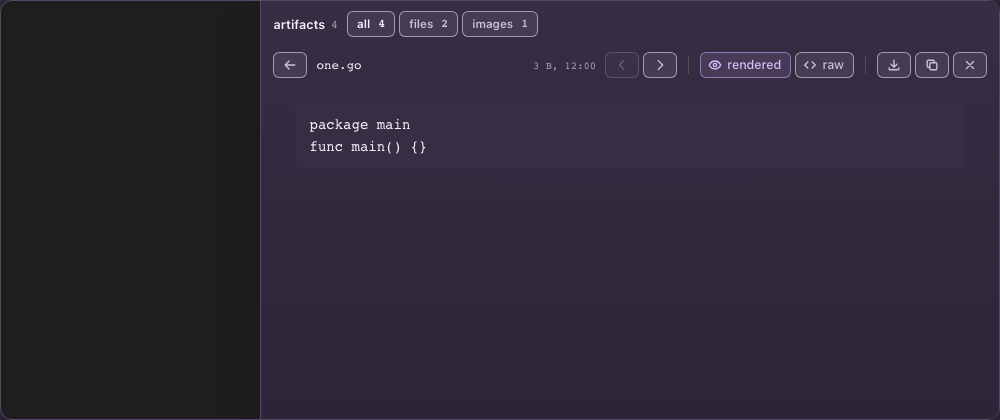 artifacts 4 all 4 files 2 images 1
one.go 3 B, 12:00 rendered raw
package main
func main() {}